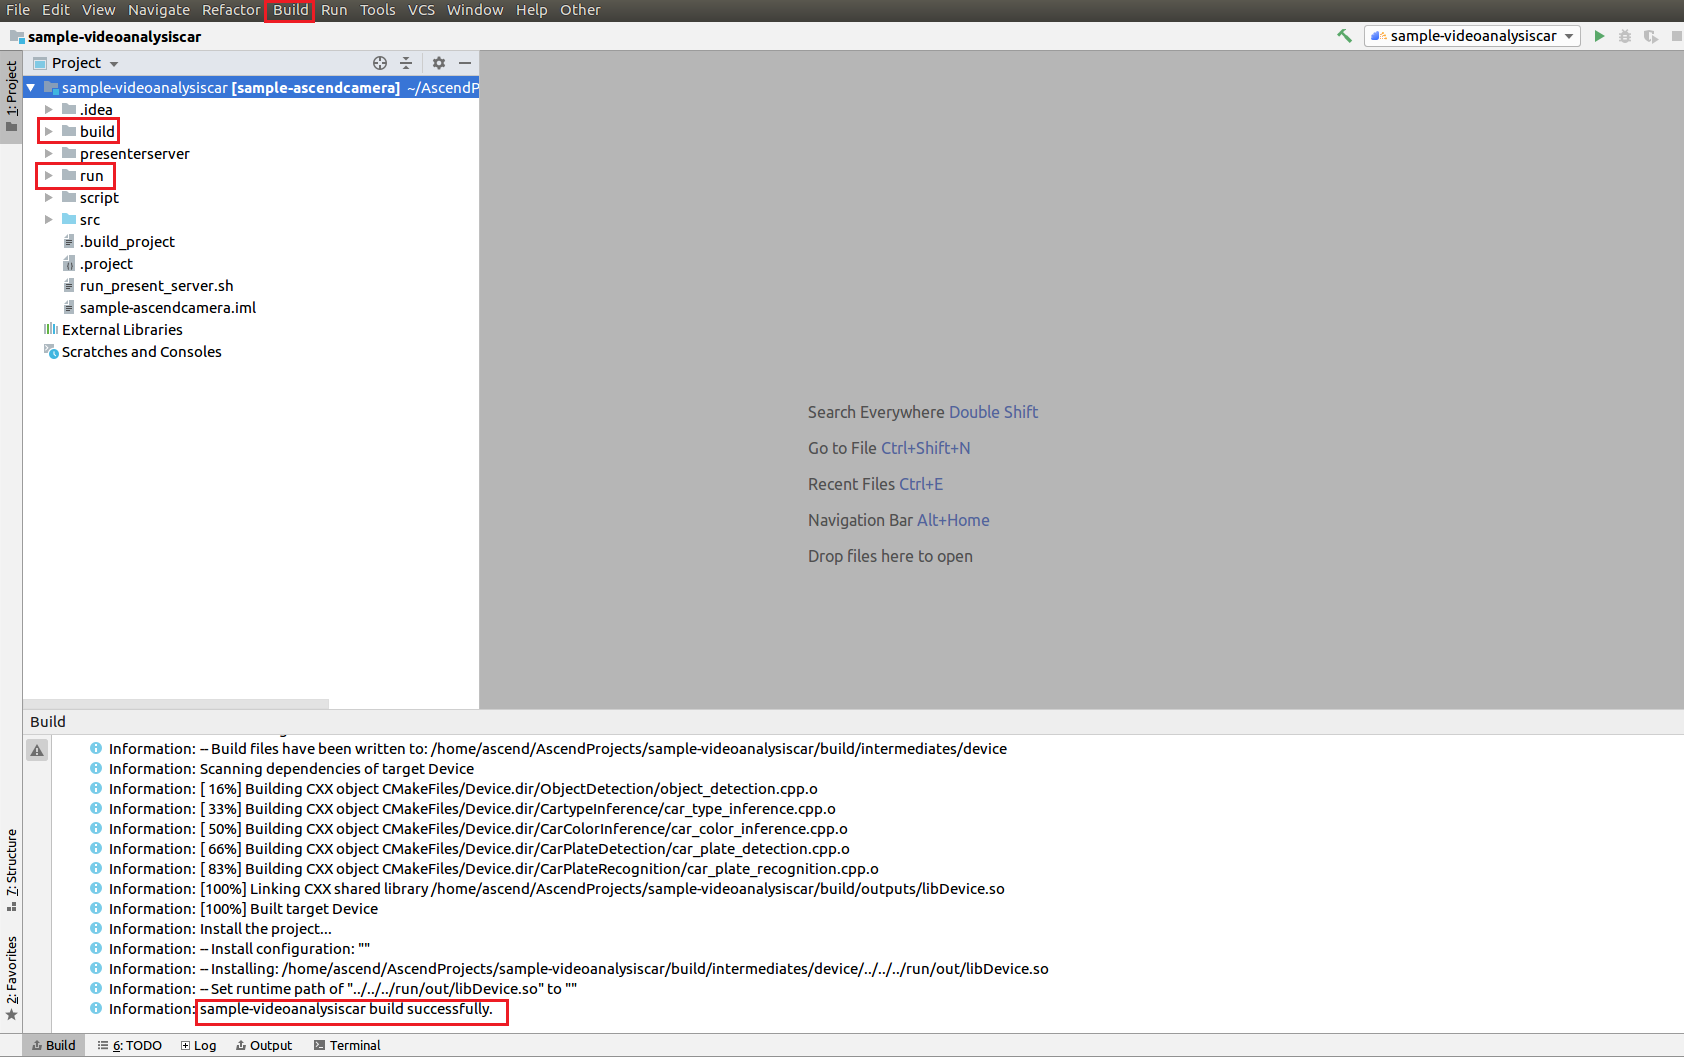 File Edit View Navigate Refactor Build Run Tools VCS Window Help Other
sample-videoanalysiscar
sample-videoanalysiscar
1: Project
Project
sample-videoanalysiscar [sample-ascendcamera] ~/AscendP
.idea
build
presenterserver
run
script
src
.build_project
.project
run_present_server.sh
sample-ascendcamera.iml
External Libraries
Scratches and Consoles
Search Everywhere Double Shift
Go to File Ctrl+Shift+N
Recent Files Ctrl+E
Navigation Bar Alt+Home
Drop files here to open
Build
Information: -- Build files have been written to: /home/ascend/AscendProjects/sample-videoanalysiscar/build/intermediates/device
Information: Scanning dependencies of target Device
Information: [ 16%] Building CXX object CMakeFiles/Device.dir/ObjectDetection/object_detection.cpp.o
Information: [ 33%] Building CXX object CMakeFiles/Device.dir/CartypeInference/car_type_inference.cpp.o
Information: [ 50%] Building CXX object CMakeFiles/Device.dir/CarColorInference/car_color_inference.cpp.o
Information: [ 66%] Building CXX object CMakeFiles/Device.dir/CarPlateDetection/car_plate_detection.cpp.o
Information: [ 83%] Building CXX object CMakeFiles/Device.dir/CarPlateRecognition/car_plate_recognition.cpp.o
Information: [100%] Linking CXX shared library /home/ascend/AscendProjects/sample-videoanalysiscar/build/outputs/libDevice.so
Information: [100%] Built target Device
Information: Install the project...
Information: -- Install configuration: ""
Information: -- Installing: /home/ascend/AscendProjects/sample-videoanalysiscar/build/intermediates/device/../../../run/out/libDevice.so
Information: -- Set runtime path of "../../../run/out/libDevice.so" to ""
Information: sample-videoanalysiscar build successfully.
7: Structure
2: Favorites
Build 6: TODO Log Output Terminal